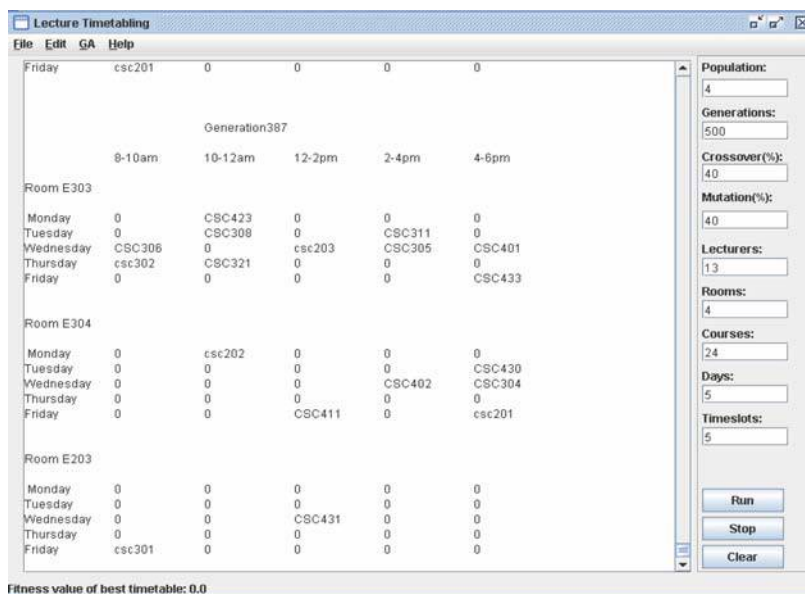 Lecture Timetabling
File Edit GA Help
Friday csc201 0 0 0 0
Generation387
8-10am 10-12am 12-2pm 2-4pm 4-6pm
Room E303
Monday 0 CSC423 0 0 0
Tuesday 0 CSC308 0 CSC311 0
Wednesday CSC306 0 csc203 CSC305 CSC401
Thursday csc302 CSC321 0 0 0
Friday 0 0 0 0 CSC433
Room E304
Monday 0 csc202 0 0 0
Tuesday 0 0 0 0 CSC430
Wednesday 0 0 0 CSC402 CSC304
Thursday 0 0 0 0 0
Friday 0 0 CSC411 0 csc201
Room E203
Monday 0 0 0 0 0
Tuesday 0 0 0 0 0
Wednesday 0 0 CSC431 0 0
Thursday 0 0 0 0 0
Friday csc301 0 0 0 0
Population:
4
Generations:
500
Crossover(%):
40
Mutation(%):
40
Lecturers:
13
Rooms:
4
Courses:
24
Days:
5
Timeslots:
5
Run
Stop
Clear
Fitness value of best timetable: 0.0